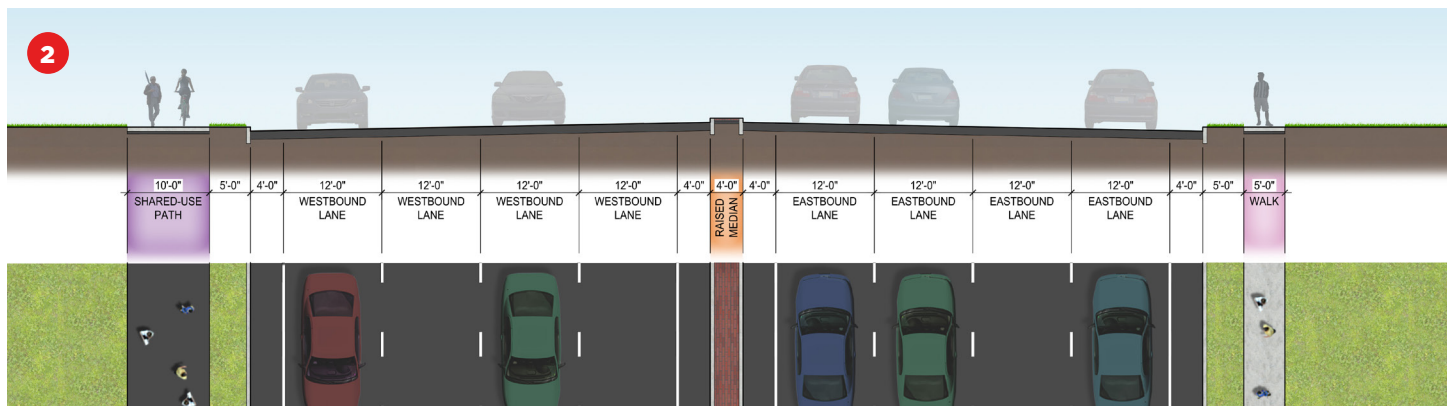 2
10'-0" 5'-0" 4'-0" 12'-0" 12'-0" 12'-0" 12'-0" 4'-0" 4'-0" 4'-0" 12'-0" 12'-0" 12'-0" 12'-0" 4'-0" 5'-0" 5'-0"
SHARED-USE
PATH
WESTBOUND
LANE
WESTBOUND
LANE
WESTBOUND
LANE
WESTBOUND
LANE
RAISED
MEDIAN
EASTBOUND
LANE
EASTBOUND
LANE
EASTBOUND
LANE
EASTBOUND
LANE
WALK